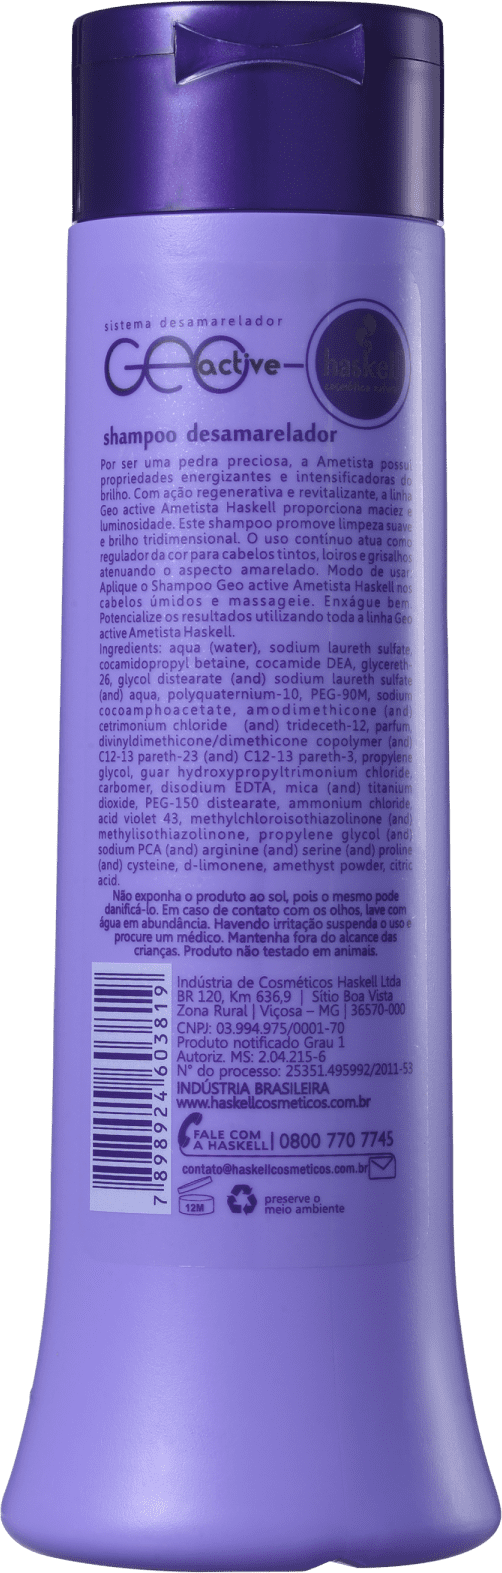 sistema desamarelador
GEOactive
haskell
shampoo desamarelador
Por ser uma pedra preciosa, a Ametista possui
propriedades energizantes e intensificadoras do
brilho. Com ação regenerativa e revitalizante, a linha
Geo active Ametista Haskell proporciona maciez e
luminosidade. Este shampoo promove limpeza suave
e brilho tridimensional. O uso contínuo atua como
regulador da cor para cabelos tintos, loiros e grisalhos
atenuando o aspecto amarelado. Modo de usar:
Aplique o Shampoo Geo active Ametista Haskell nos
cabelos úmidos e massageie. Enxágue bem.
Potencialize os resultados utilizando toda a linha Geo
active Ametista Haskell.
Ingredients: aqua (water), sodium laureth sulfate,
cocamidopropyl betaine, cocamide DEA, glycereth-
26, glycol distearate (and) sodium laureth sulfate
(and) aqua, polyquaternium-10, PEG-90M, sodium
cocoamphoacetate, amodimethicone (and)
cetrimonium chloride (and) trideceth-12, parfum,
divinyldimethicone/dimethicone copolymer (and)
C12-13 pareth-23 (and) C12-13 pareth-3, propylene
glycol, guar hydroxypropyltrimonium chloride,
carbomer, disodium EDTA, mica (and) titanium
dioxide, PEG-150 distearate, ammonium chloride,
acid violet 43, methylchloroisothiazolinone (and)
methylisothiazolinone, propylene glycol (and)
sodium PCA (and) arginine (and) serine (and) proline
(and) cysteine, d-limonene, amethyst powder, citric
acid.
Não exponha o produto ao sol, pois o mesmo pode
danificá-lo. Em caso de contato com os olhos, lave com
água em abundância. Havendo irritação suspenda o uso e
procure um médico. Mantenha fora do alcance das
crianças. Produto não testado em animais.
Indústria de Cosméticos Haskell Ltda
BR 120, Km 636,9 | Sítio Boa Vista
Zona Rural | Viçosa – MG | 36570-000
CNPJ: 03.994.975/0001-70
Produto notificado Grau 1
Autoriz. MS: 2.04.215-6
N° do processo: 25351.495992/2011-53
INDÚSTRIA BRASILEIRA
www.haskellcosmeticos.com.br
7 898924 603819
FALE COM
A HASKELL | 0800 770 7745
contato@haskellcosmeticos.com.br
12M
preserve o
meio ambiente